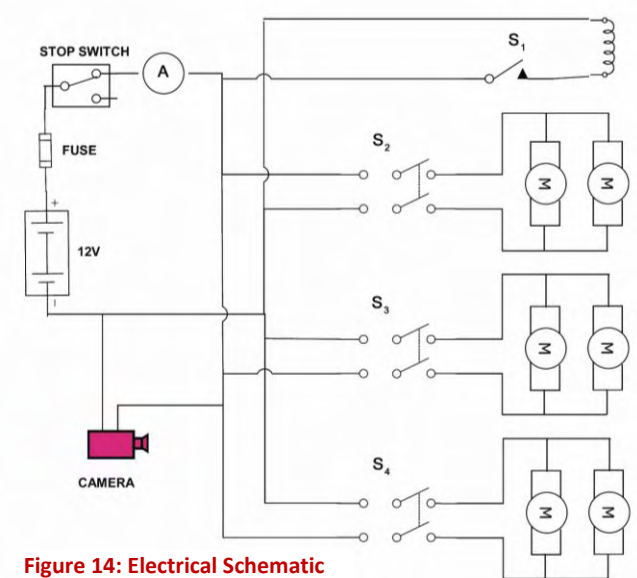 STOP SWITCH
A
S1
FUSE
S2
M M
+
12V
–
S3
M M
CAMERA
S4
M M
Figure 14: Electrical Schematic